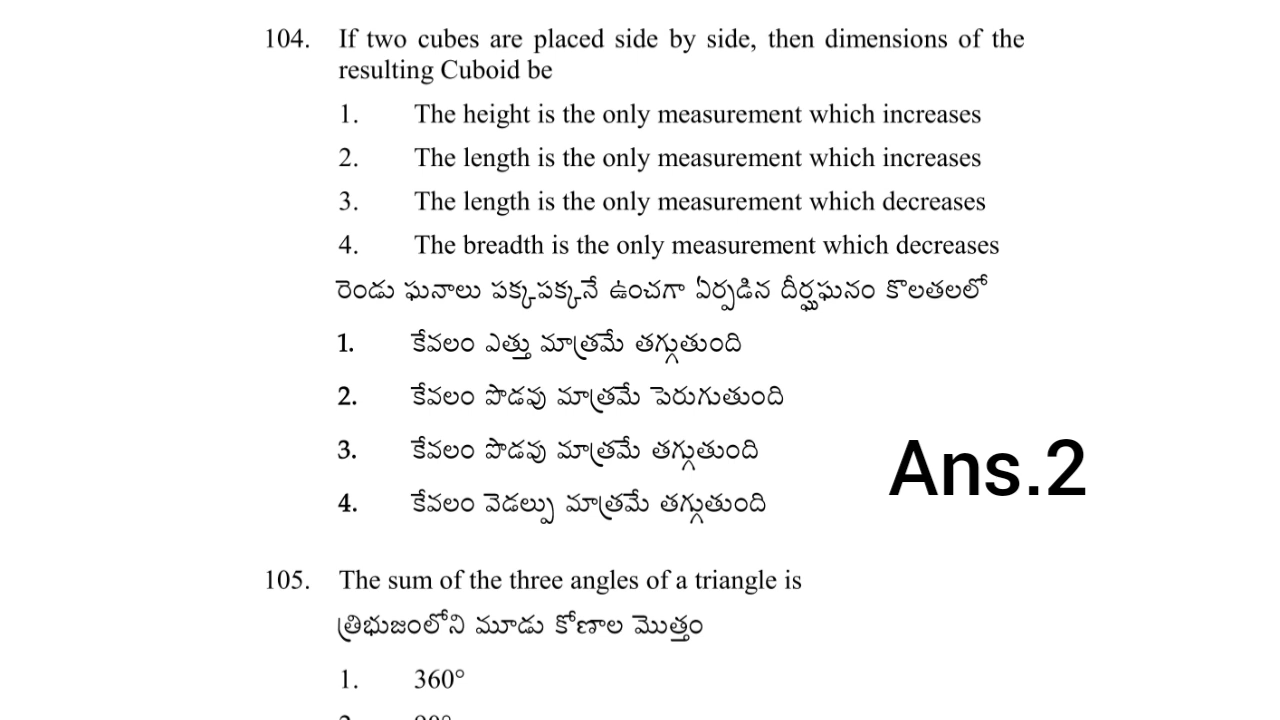 104. If two cubes are placed side by side, then dimensions of the
resulting Cuboid be
1. The height is the only measurement which increases
2. The length is the only measurement which increases
3. The length is the only measurement which decreases
4. The breadth is the only measurement which decreases
రెండు ఘనాలు పక్కపక్కనే ఉంచగా ఏర్పడిన దీర్ఘఘనం కొలతలలో
1. కేవలం ఎత్తు మాత్రమే తగ్గుతుంది
2. కేవలం పొడవు మాత్రమే పెరుగుతుంది
3. కేవలం పొడవు మాత్రమే తగ్గుతుంది
4. కేవలం వెడల్పు మాత్రమే తగ్గుతుంది
Ans.2
105. The sum of the three angles of a triangle is
త్రిభుజంలోని మూడు కోణాల మొత్తం
1. 360°